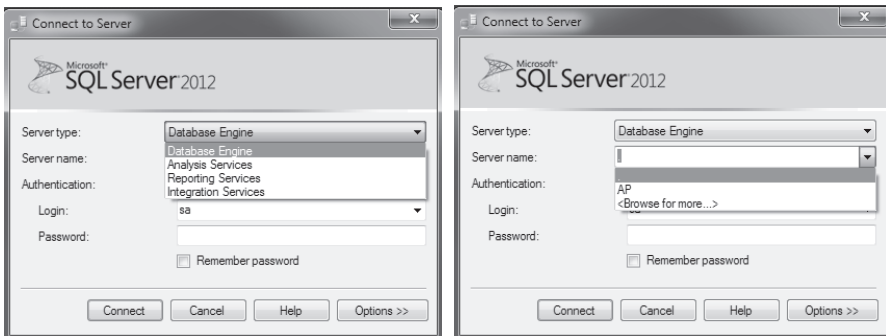 Connect to Server
x
Microsoft®
SQL Server® 2012
Server type:
Database Engine
Database Engine
Server name:
Analysis Services
Reporting Services
Authentication:
Integration Services
Login:
sa
Password:
Remember password
Connect
Cancel
Help
Options >>
Connect to Server
x
Microsoft®
SQL Server® 2012
Server type:
Database Engine
Server name:
.
Authentication:
AP
<Browse for more...>
Login:
Password:
Remember password
Connect
Cancel
Help
Options >>